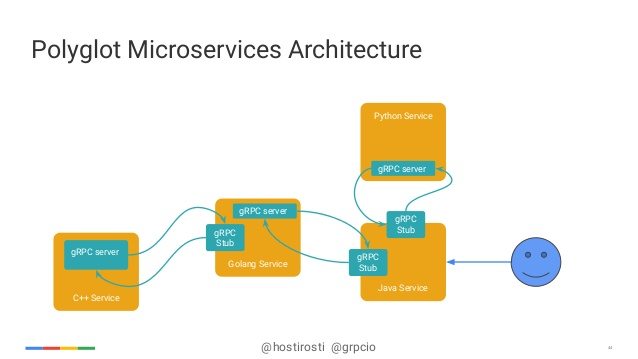 Polyglot Microservices Architecture
Python Service
gRPC server
gRPC
Stub
gRPC server
gRPC
Stub
Golang Service
gRPC server
C++ Service
gRPC
Stub
Java Service
@hostirosti @grpcio